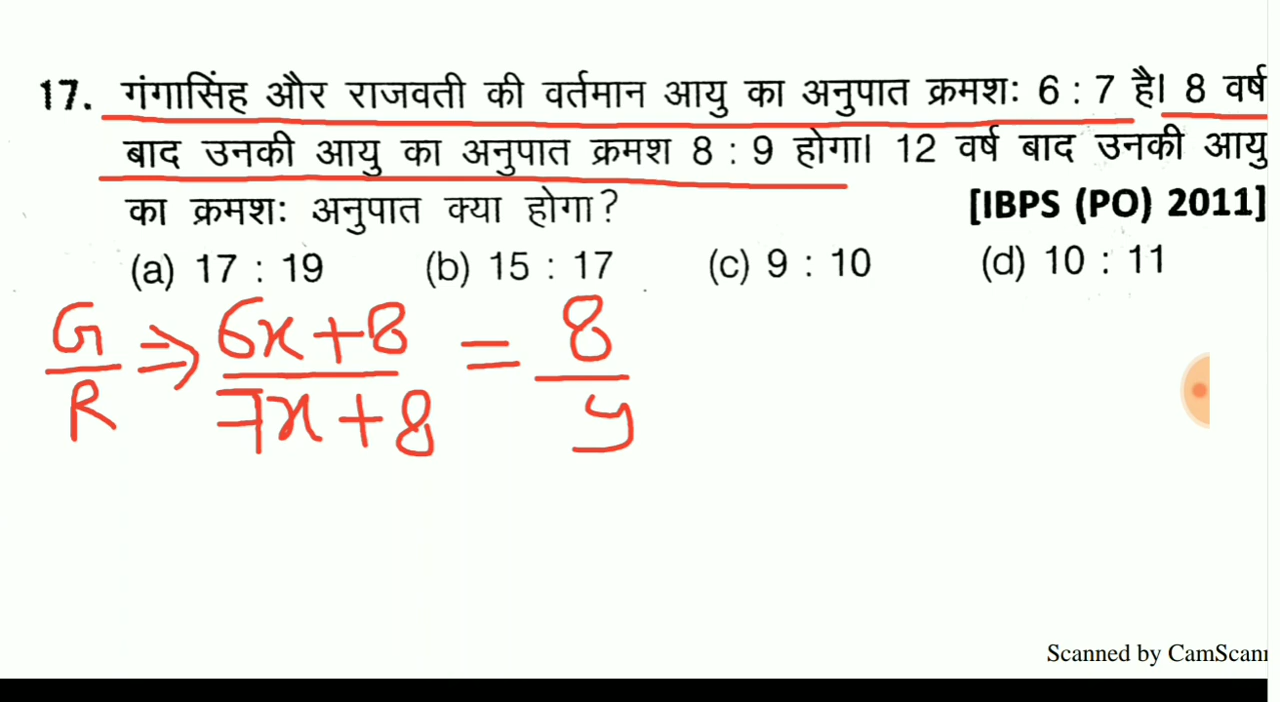 17. गंगासिंह और राजवती की वर्तमान आयु का अनुपात क्रमशः 6 : 7 है। 8 वर्ष
बाद उनकी आयु का अनुपात क्रमश 8 : 9 होगा। 12 वर्ष बाद उनकी आयु
का क्रमशः अनुपात क्या होगा? [IBPS (PO) 2011]
(a) 17 : 19 (b) 15 : 17 (c) 9 : 10 (d) 10 : 11
G/R ⇒ 6x+8/7x+8 = 8/y
Scanned by CamScann